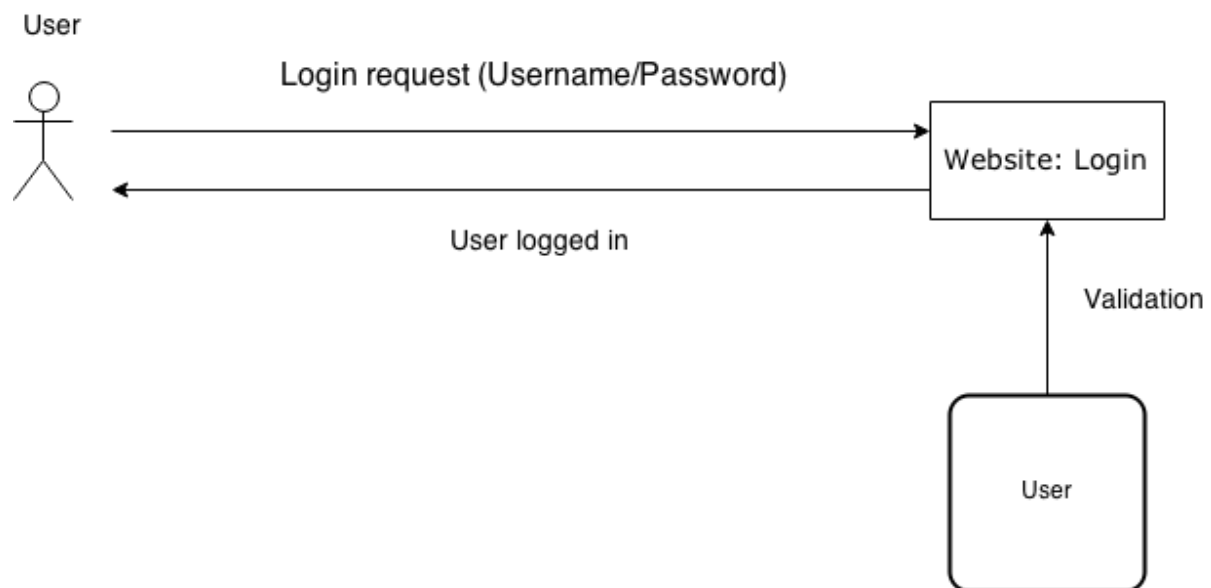 User
Login request (Username/Password)
Website: Login
User logged in
Validation
User